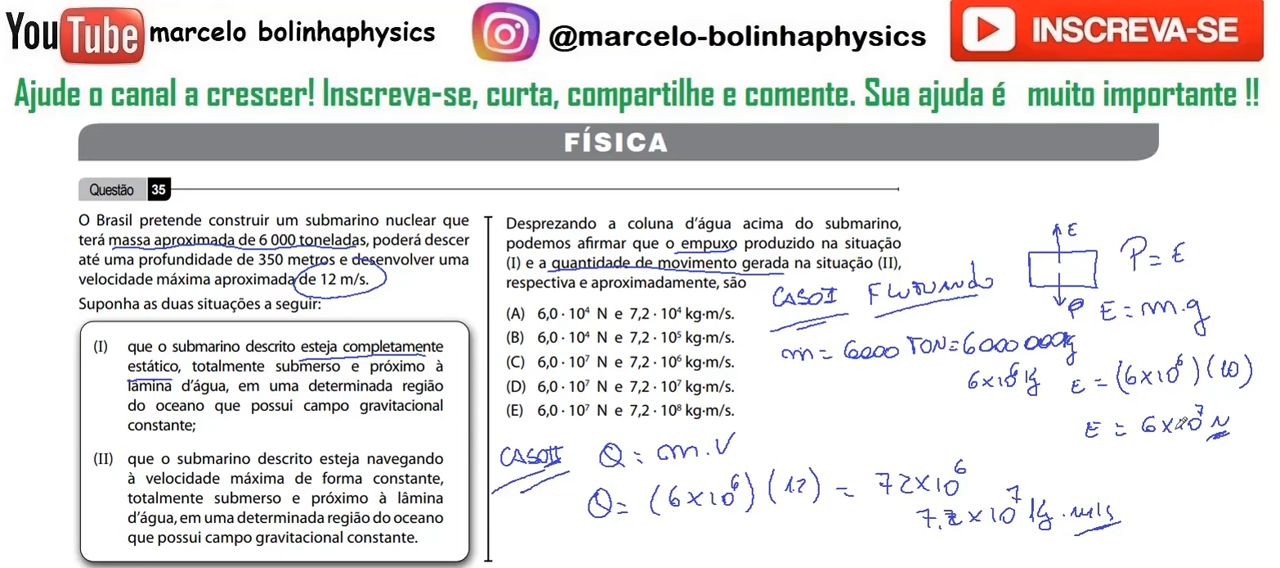 YouTube marcelo bolinhaphysics
@marcelo-bolinhaphysics
INSCREVA-SE
Ajude o canal a crescer! Inscreva-se, curta, compartilhe e comente. Sua ajuda é muito importante !!
FÍSICA
Questão 35
O Brasil pretende construir um submarino nuclear que
terá massa aproximada de 6 000 toneladas, poderá descer
até uma profundidade de 350 metros e desenvolver uma
velocidade máxima aproximada de 12 m/s.
Suponha as duas situações a seguir:
(I) que o submarino descrito esteja completamente
estático, totalmente submerso e próximo à
lâmina d’água, em uma determinada região
do oceano que possui campo gravitacional
constante;
(II) que o submarino descrito esteja navegando
à velocidade máxima de forma constante,
totalmente submerso e próximo à lâmina
d’água, em uma determinada região do oceano
que possui campo gravitacional constante.
Desprezando a coluna d’água acima do submarino,
podemos afirmar que o empuxo produzido na situação
(I) e a quantidade de movimento gerada na situação (II),
respectiva e aproximadamente, são
(A) 6,0 · 10⁴ N e 7,2 · 10⁴ kg·m/s.
(B) 6,0 · 10⁴ N e 7,2 · 10⁵ kg·m/s.
(C) 6,0 · 10⁷ N e 7,2 · 10⁶ kg·m/s.
(D) 6,0 · 10⁷ N e 7,2 · 10⁷ kg·m/s.
(E) 6,0 · 10⁷ N e 7,2 · 10⁸ kg·m/s.
CASO I FLUTUANDO
E
P
P = E
E = m.g
m = 6000 TON = 6000 000kg
6x10⁶ kg
E = (6x10⁶)(10)
E = 6x10⁷ N
CASO II Q = m.V
Q = (6x10⁶)(12) = 72x10⁶
7,2 x 10⁷ kg.m/s